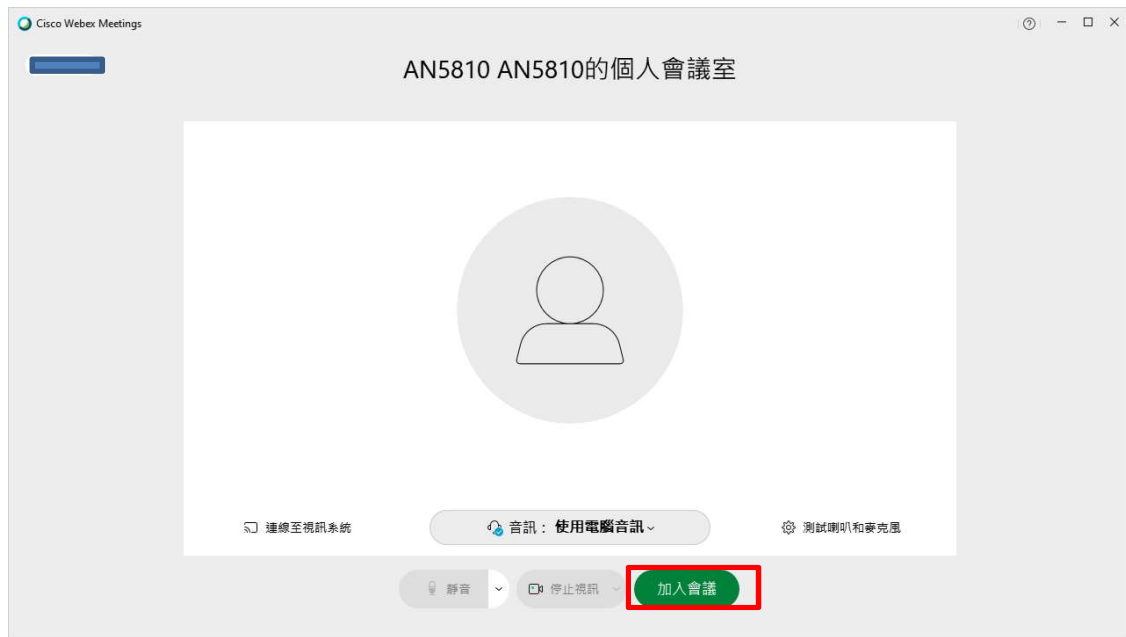 Cisco Webex Meetings
AN5810 AN5810的個人會議室
連線至視訊系統
音訊： 使用電腦音訊
測試喇叭和麥克風
靜音
停止視訊
加入會議